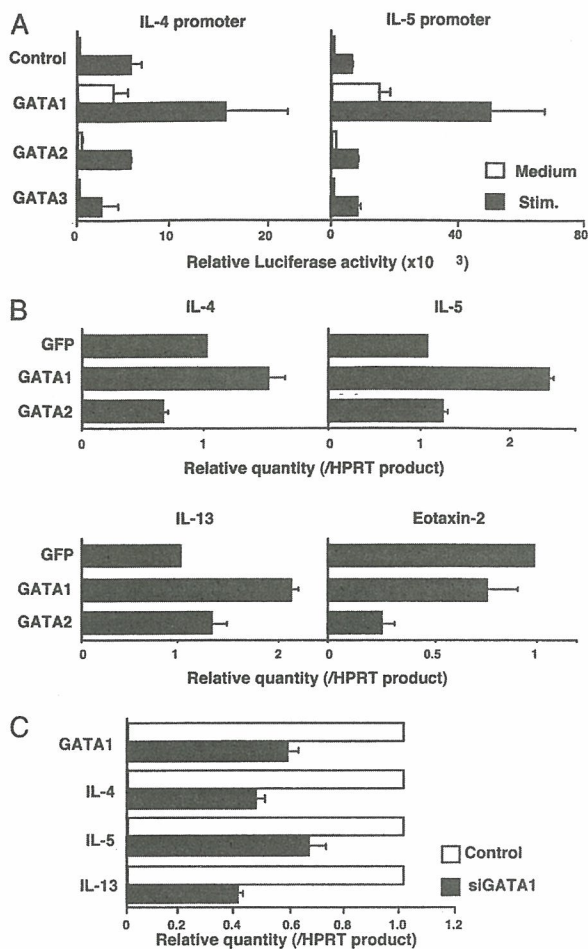 A
IL-4 promoter
IL-5 promoter
Control
GATA1
GATA2
GATA3
Medium
Stim.
0 10 20
0 40 80
Relative Luciferase activity (x10 3)
B
IL-4
IL-5
GFP
GATA1
GATA2
0 1
0 1 2
Relative quantity (/HPRT product)
IL-13
Eotaxin-2
GFP
GATA1
GATA2
0 1 2
0 0.5 1
Relative quantity (/HPRT product)
C
GATA1
IL-4
IL-5
IL-13
Control
siGATA1
0 0.2 0.4 0.6 0.8 1.0 1.2
Relative quantity (/HPRT product)